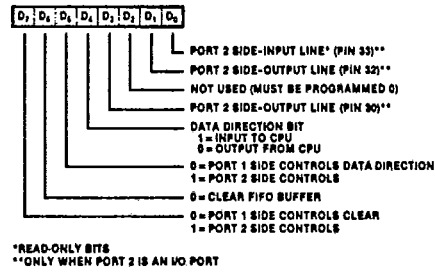 D7 D6 D5 D4 D3 D2 D1 D0
PORT 2 SIDE-INPUT LINE* (PIN 33)**
PORT 2 SIDE-OUTPUT LINE (PIN 32)**
NOT USED (MUST BE PROGRAMMED 0)
PORT 2 SIDE-OUTPUT LINE (PIN 30)**
DATA DIRECTION BIT
1 = INPUT TO CPU
0 = OUTPUT FROM CPU
0 = PORT 1 SIDE CONTROLS DATA DIRECTION
1 = PORT 2 SIDE CONTROLS
0 = CLEAR FIFO BUFFER
0 = PORT 1 SIDE CONTROLS CLEAR
1 = PORT 2 SIDE CONTROLS
*READ-ONLY BITS
**ONLY WHEN PORT 2 IS AN I/O PORT